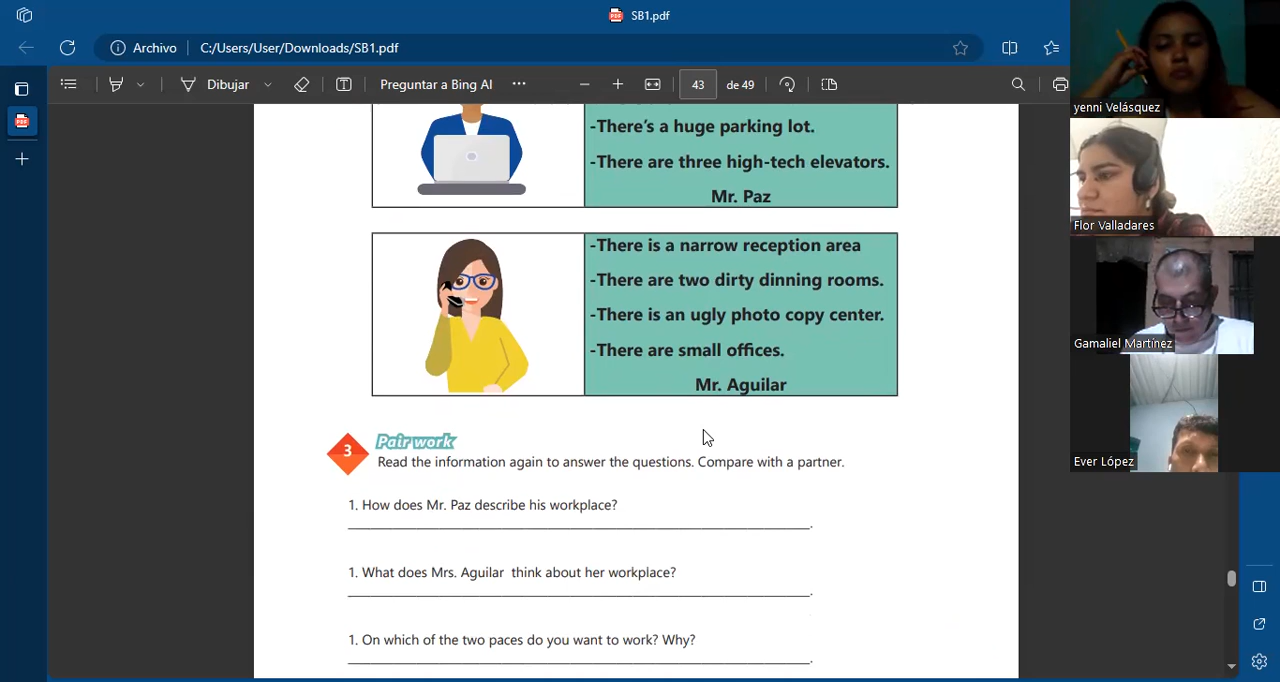 SB1.pdf
Archivo C:/Users/User/Downloads/SB1.pdf
Dibujar Preguntar a Bing AI 43 de 49
-There's a huge parking lot.
-There are three high-tech elevators.
Mr. Paz
-There is a narrow reception area
-There are two dirty dinning rooms.
-There is an ugly photo copy center.
-There are small offices.
Mr. Aguilar
3 Pair work
Read the information again to answer the questions. Compare with a partner.
1. How does Mr. Paz describe his workplace?
1. What does Mrs. Aguilar think about her workplace?
1. On which of the two paces do you want to work? Why?
yenni Velásquez
Flor Valladares
Gamaliel Martínez
Ever López